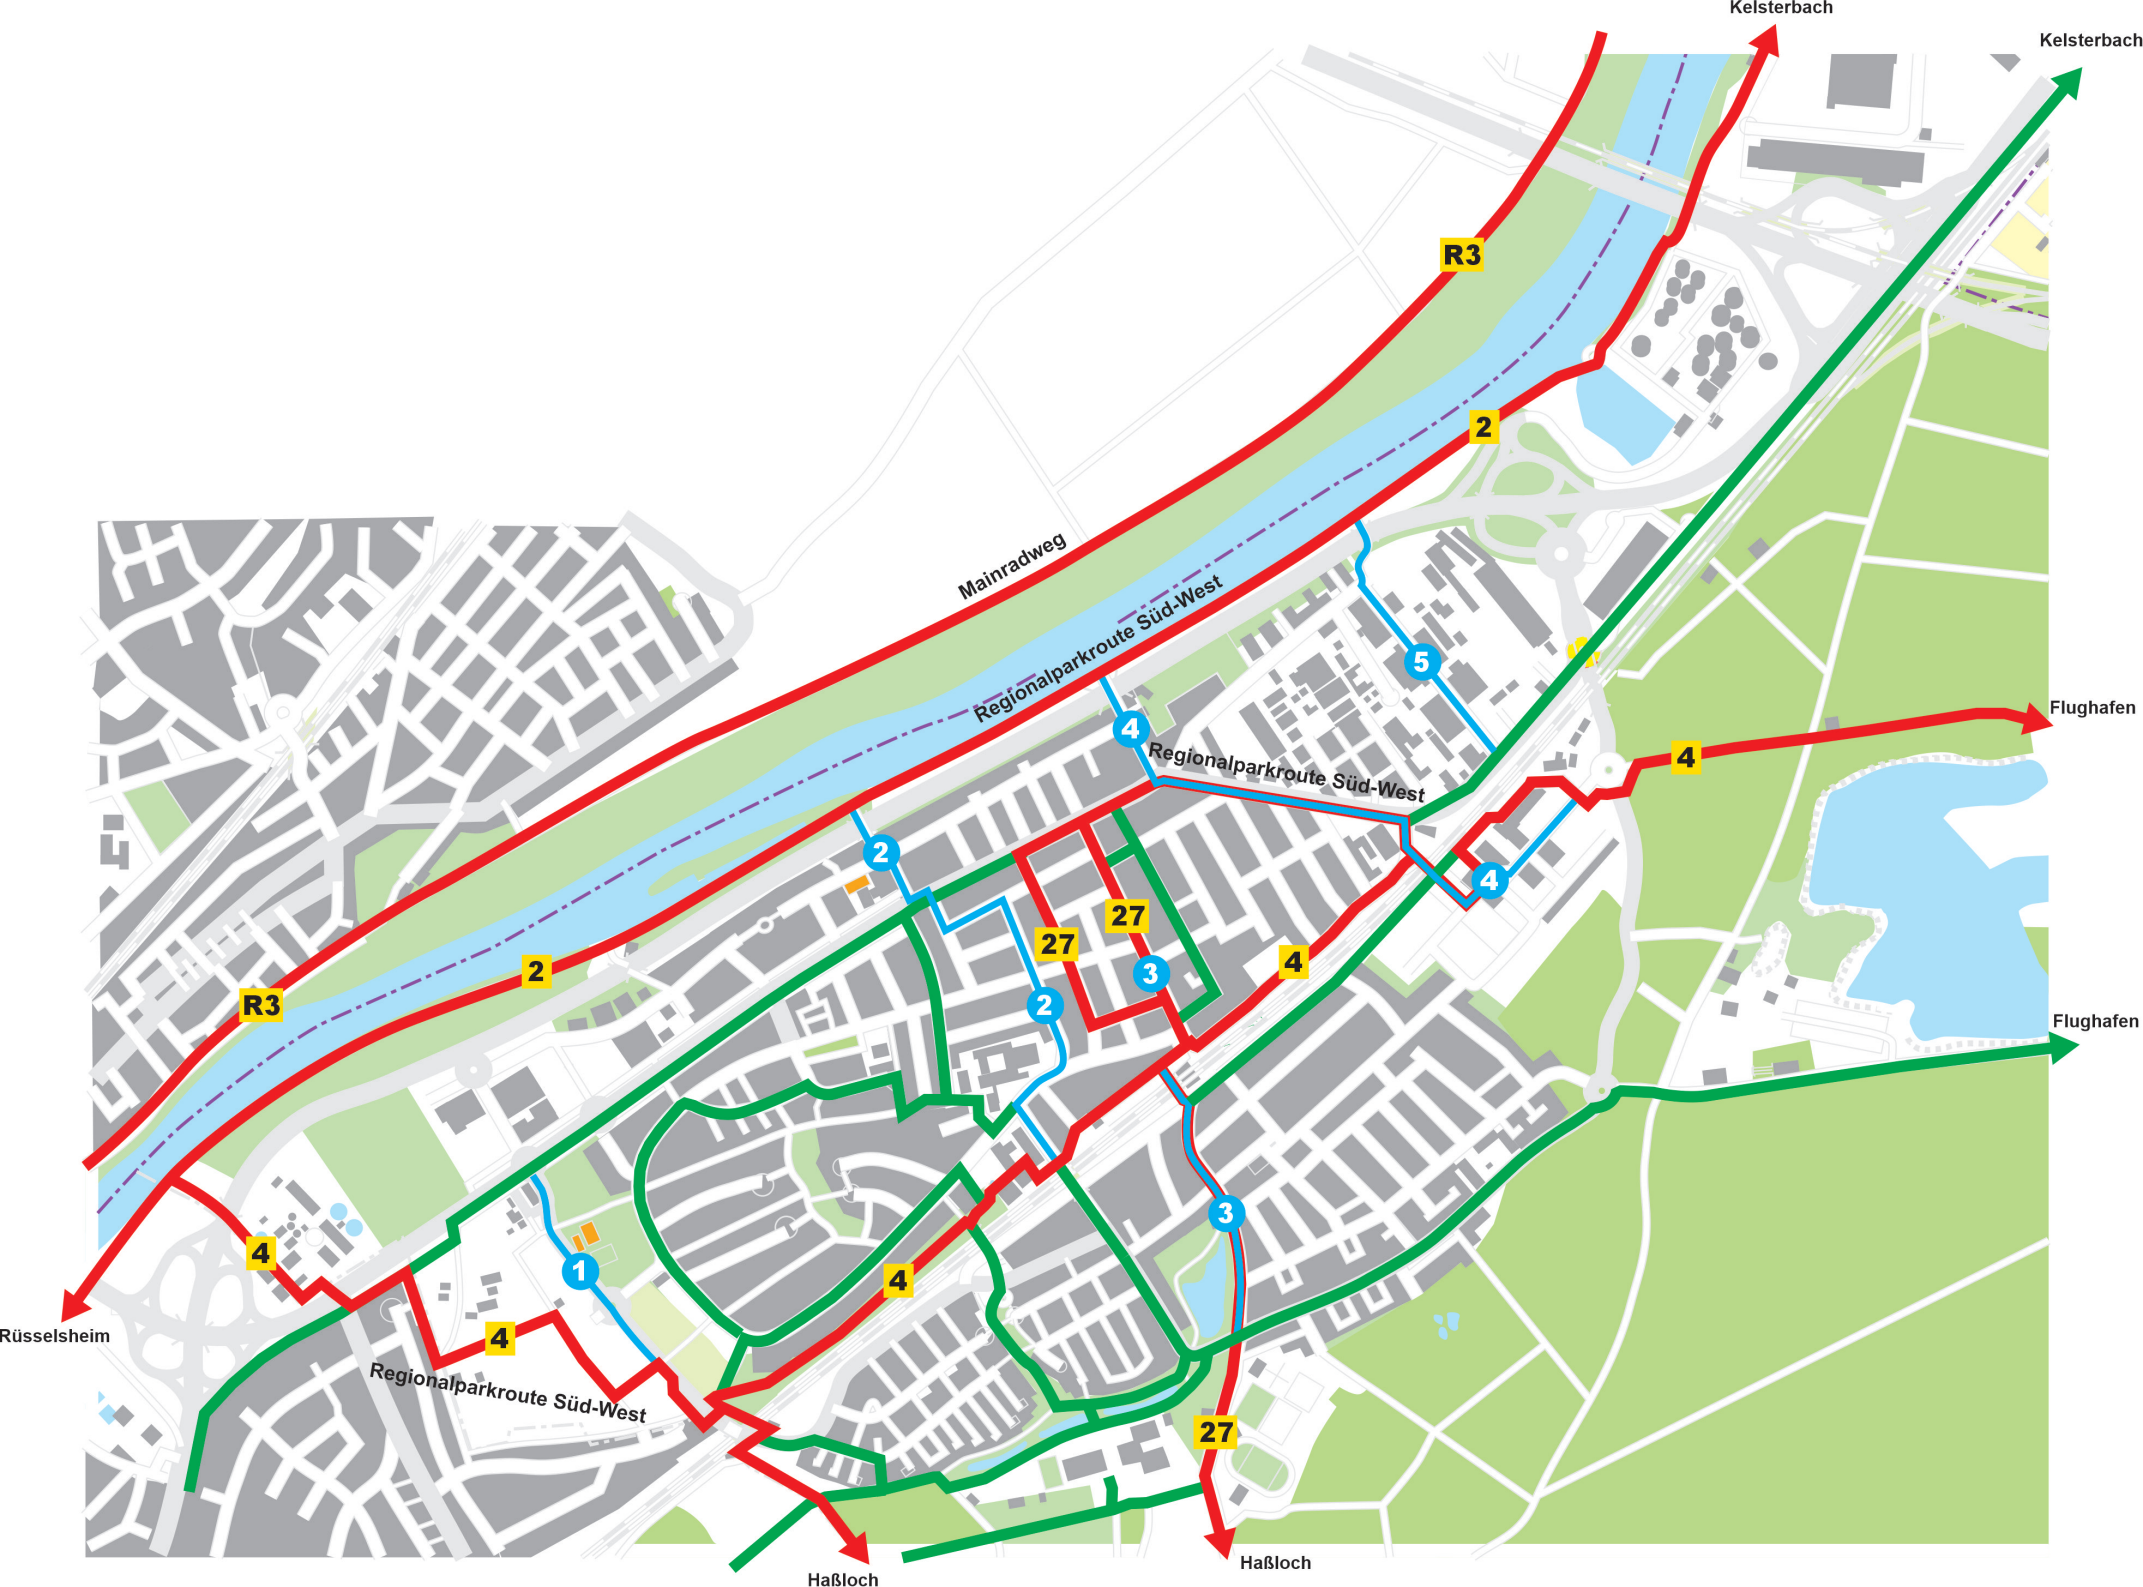 Kelsterbach
Kelsterbach
R3
2
Mainradweg
Regionalparkroute Süd-West
5
4
Regionalparkroute Süd-West
Flughafen
4
2
4
27
27
4
3
2
2
R3
Flughafen
3
4
1
4
4
Rüsselsheim
Regionalparkroute Süd-West
27
Haßloch
Haßloch